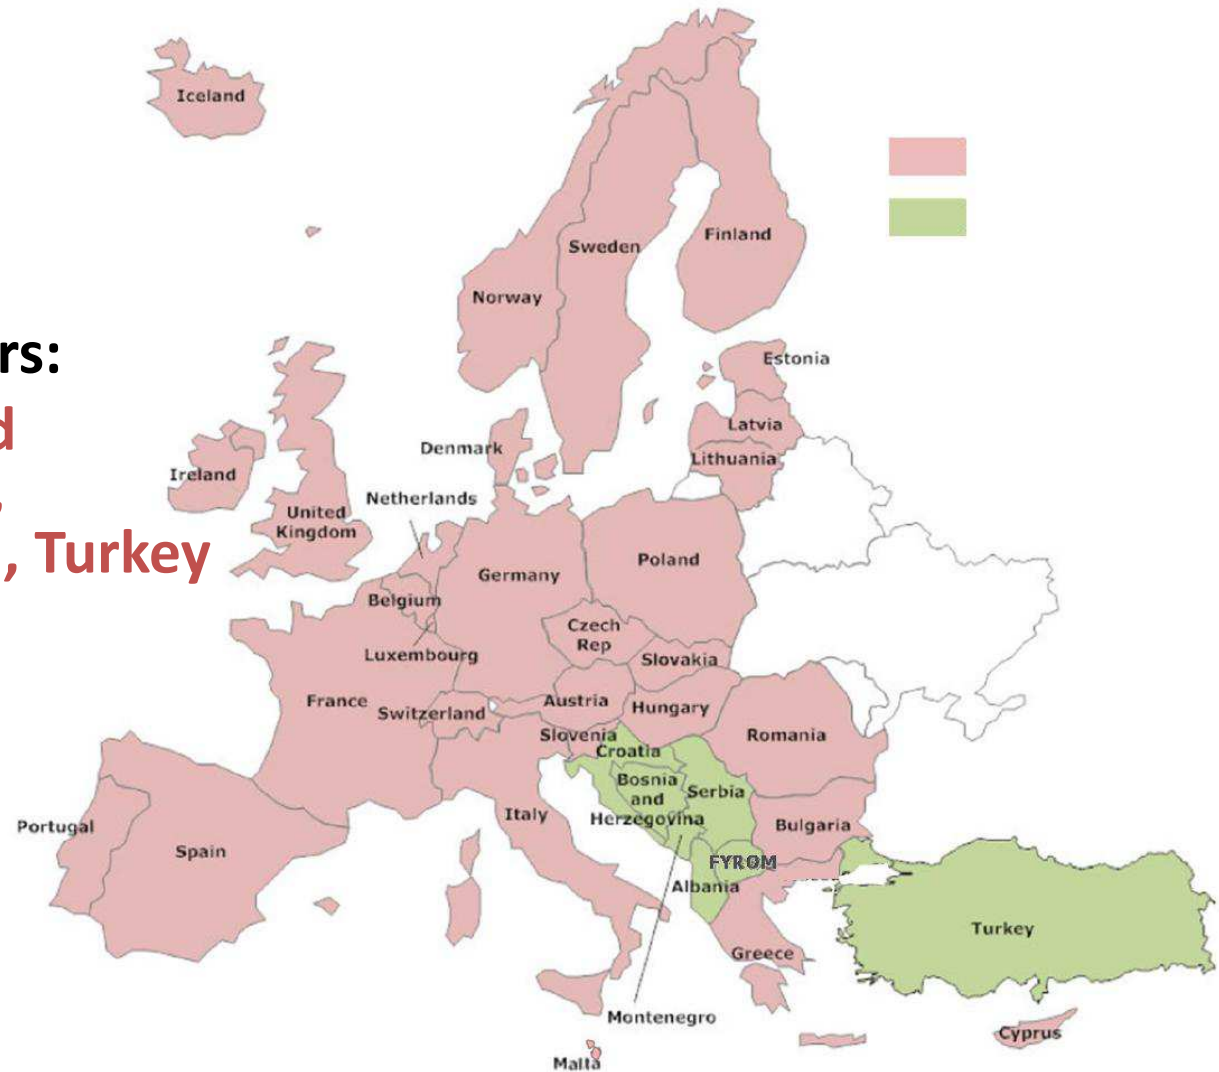 Iceland
Finland
Sweden
Norway
rs:
Estonia
d
Latvia
Denmark
Lithuania
Ireland
Netherlands
United
Kingdom
, Turkey
Poland
Germany
Belgium
Czech
Rep
Luxembourg
Slovakia
France
Switzerland
Austria
Hungary
Slovenia
Romania
Croatia
Bosnia
and
Herzegovina
Serbia
Italy
Portugal
Spain
Bulgaria
FYROM
Albania
Turkey
Greece
Montenegro
Cyprus
Malta